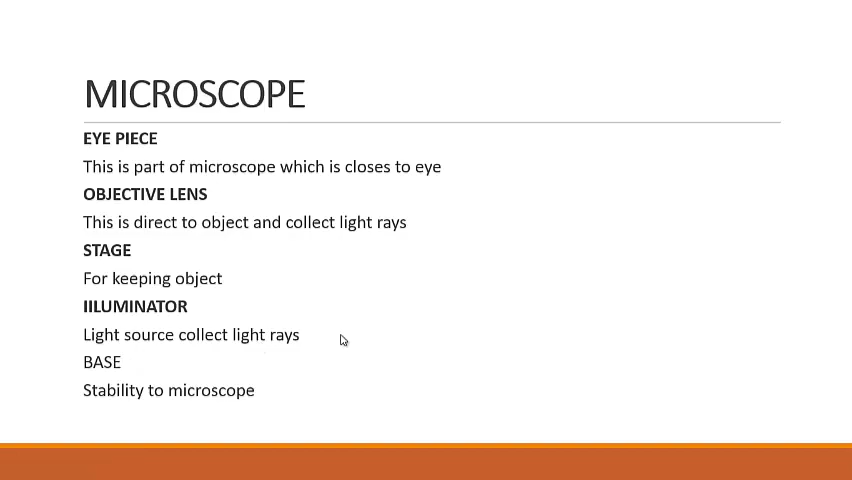 MICROSCOPE
EYE PIECE
This is part of microscope which is closes to eye
OBJECTIVE LENS
This is direct to object and collect light rays
STAGE
For keeping object
IILUMINATOR
Light source collect light rays
BASE
Stability to microscope